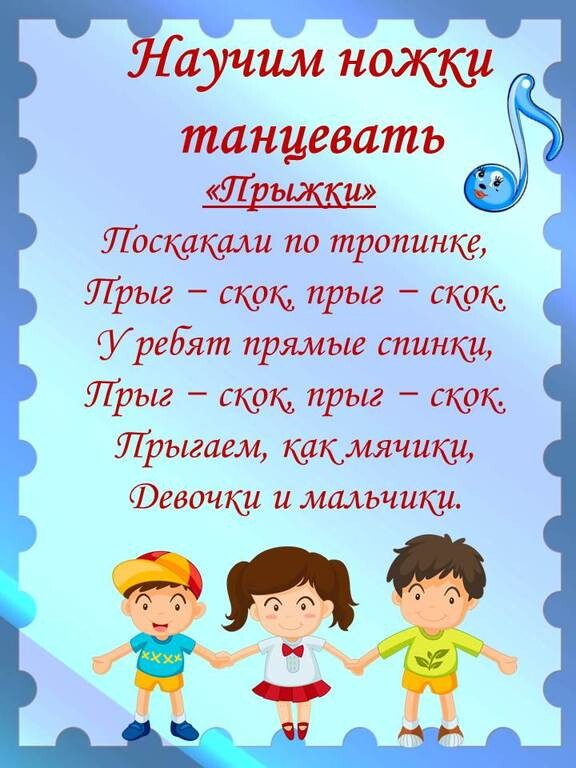 Научим ножки
танцевать
«Прыжки»
Поскакали по тропинке,
Прыг – скок, прыг – скок.
У ребят прямые спинки,
Прыг – скок, прыг – скок.
Прыгаем, как мячики,
Девочки и мальчики.